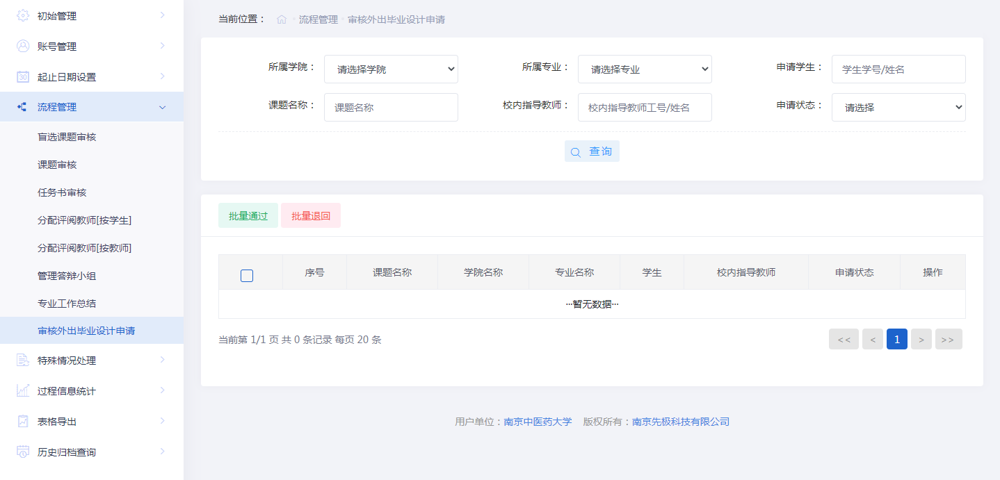 初始管理
账号管理
30
起止日期设置
流程管理
盲选课题审核
课题审核
任务书审核
分配评阅教师[按学生]
分配评阅教师[按教师]
管理答辩小组
专业工作总结
审核外出毕业设计申请
特殊情况处理
过程信息统计
表格导出
历史归档查询
当前位置： 流程管理 审核外出毕业设计申请
所属学院： 请选择学院 所属专业： 请选择专业 申请学生： 学生学号/姓名
课题名称： 课题名称 校内指导教师： 校内指导教师工号/姓名 申请状态： 请选择
查询
批量通过 批量退回
序号 课题名称 学院名称 专业名称 学生 校内指导教师 申请状态 操作
···暂无数据···
当前第 1/1 页 共 0 条记录 每页 20 条 << < 1 > >>
用户单位：南京中医药大学 版权所有：南京先极科技有限公司